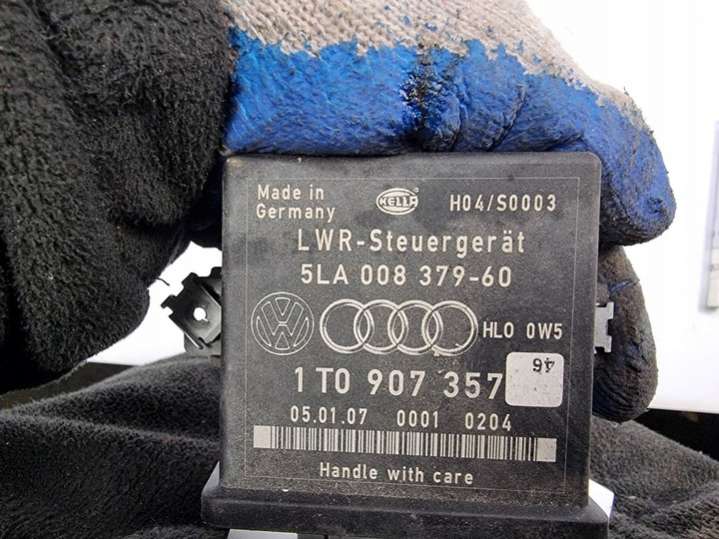 Made in HELLA H04/S0003
Germany
LWR-Steuergerät
5LA 008 379-60
VW HLO 0W5
1T0 907 357 46
05.01.07 0001 0204
Handle with care